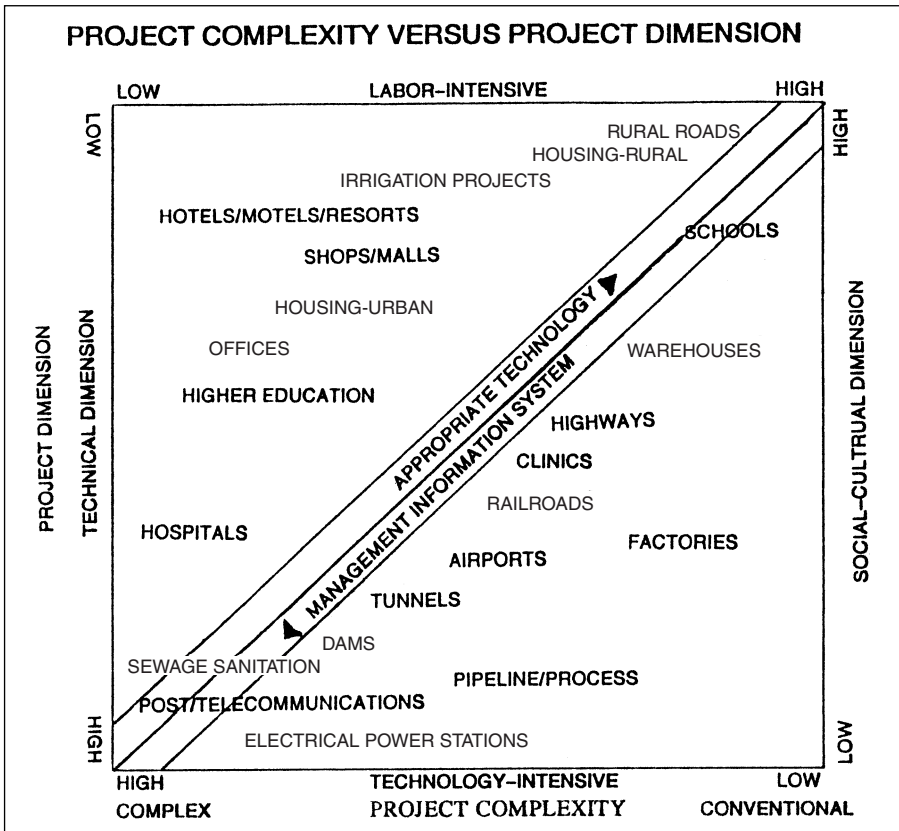 PROJECT COMPLEXITY VERSUS PROJECT DIMENSION
LOW LABOR-INTENSIVE HIGH
LOW
HIGH
RURAL ROADS
HOUSING-RURAL
IRRIGATION PROJECTS
HOTELS/MOTELS/RESORTS
SCHOOLS
SHOPS/MALLS
HOUSING-URBAN
OFFICES
WAREHOUSES
HIGHER EDUCATION
APPROPRIATE TECHNOLOGY
MANAGEMENT INFORMATION SYSTEM
PROJECT DIMENSION
TECHNICAL DIMENSION
SOCIAL-CULTRUAL DIMENSION
HIGHWAYS
CLINICS
RAILROADS
HOSPITALS
FACTORIES
AIRPORTS
TUNNELS
DAMS
SEWAGE SANITATION
PIPELINE/PROCESS
POST/TELECOMMUNICATIONS
ELECTRICAL POWER STATIONS
HIGH
LOW
HIGH TECHNOLOGY-INTENSIVE LOW
COMPLEX PROJECT COMPLEXITY CONVENTIONAL